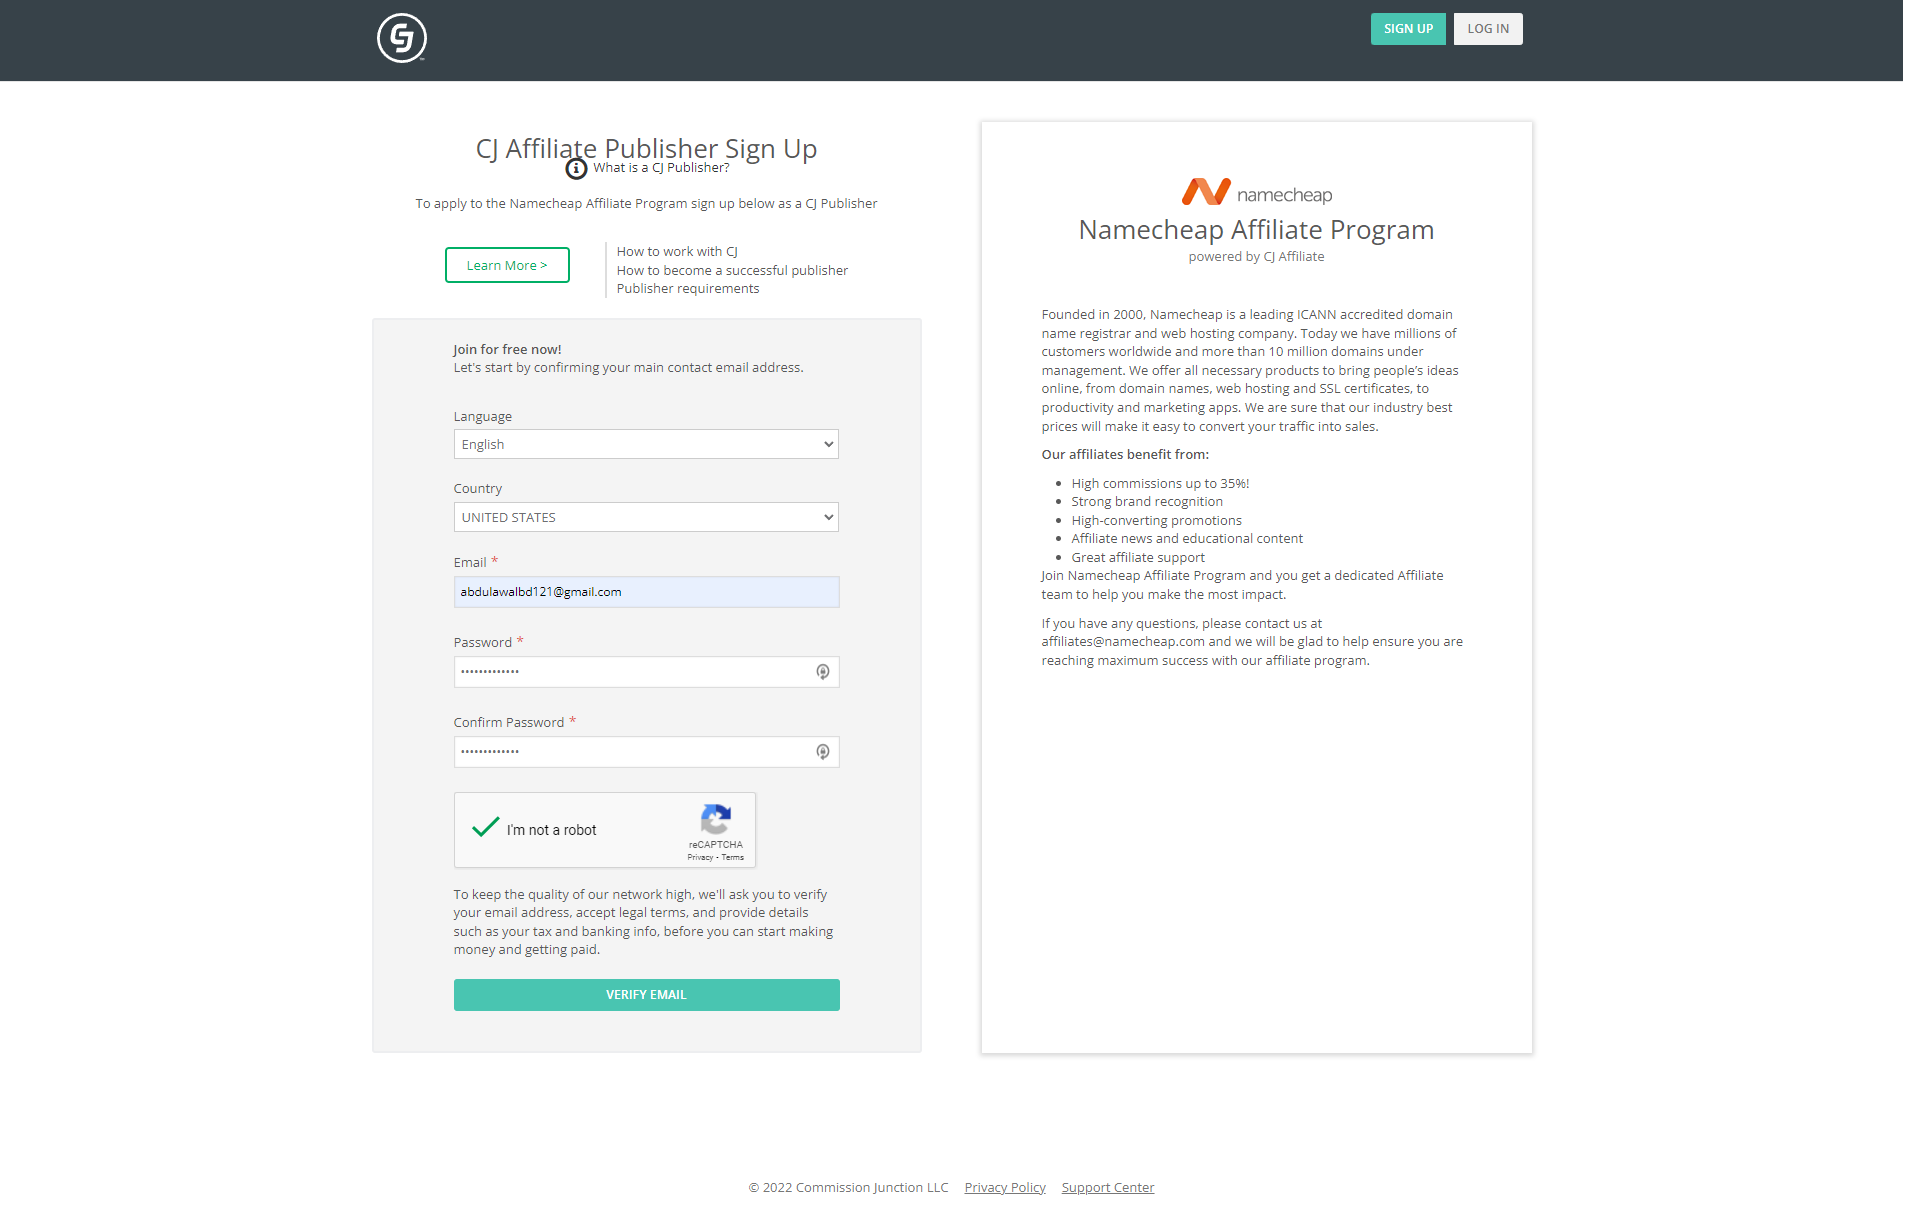 SIGN UP
LOG IN
CJ Affiliate Publisher Sign Up
What is a CJ Publisher?
To apply to the Namecheap Affiliate Program sign up below as a CJ Publisher
Learn More >
How to work with CJ
How to become a successful publisher
Publisher requirements
Join for free now!
Let's start by confirming your main contact email address.
Language
English
Country
UNITED STATES
Email *
abdulawalbd121@gmail.com
Password *
•••••••••••••
Confirm Password *
•••••••••••••
I'm not a robot
reCAPTCHA
Privacy - Terms
To keep the quality of our network high, we'll ask you to verify
your email address, accept legal terms, and provide details
such as your tax and banking info, before you can start making
money and getting paid.
VERIFY EMAIL
namecheap
Namecheap Affiliate Program
powered by CJ Affiliate
Founded in 2000, Namecheap is a leading ICANN accredited domain
name registrar and web hosting company. Today we have millions of
customers worldwide and more than 10 million domains under
management. We offer all necessary products to bring people’s ideas
online, from domain names, web hosting and SSL certificates, to
productivity and marketing apps. We are sure that our industry best
prices will make it easy to convert your traffic into sales.
Our affiliates benefit from:
• High commissions up to 35%!
• Strong brand recognition
• High-converting promotions
• Affiliate news and educational content
• Great affiliate support
Join Namecheap Affiliate Program and you get a dedicated Affiliate
team to help you make the most impact.
If you have any questions, please contact us at
affiliates@namecheap.com and we will be glad to help ensure you are
reaching maximum success with our affiliate program.
© 2022 Commission Junction LLC Privacy Policy Support Center